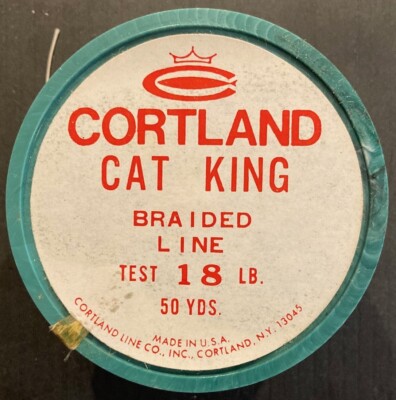 CORTLAND
CAT KING
BRAIDED
LINE
TEST 18 LB.
50 YDS.
MADE IN U.S.A.
CORTLAND LINE CO., INC., CORTLAND, N.Y. 13045